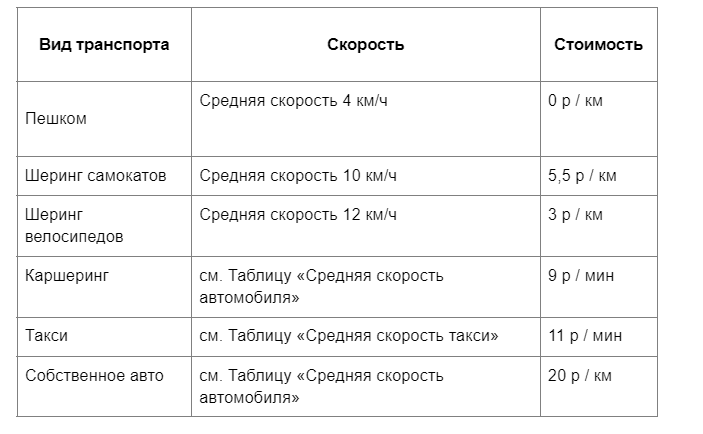 Вид транспорта Скорость Стоимость
Пешком Средняя скорость 4 км/ч 0 р / км
Шеринг самокатов Средняя скорость 10 км/ч 5,5 р / км
Шеринг Средняя скорость 12 км/ч 3 р / км
велосипедов
Каршеринг см. Таблицу «Средняя скорость 9 р / мин
автомобиля»
Такси см. Таблицу «Средняя скорость такси» 11 р / мин
Собственное авто см. Таблицу «Средняя скорость 20 р / км
автомобиля»